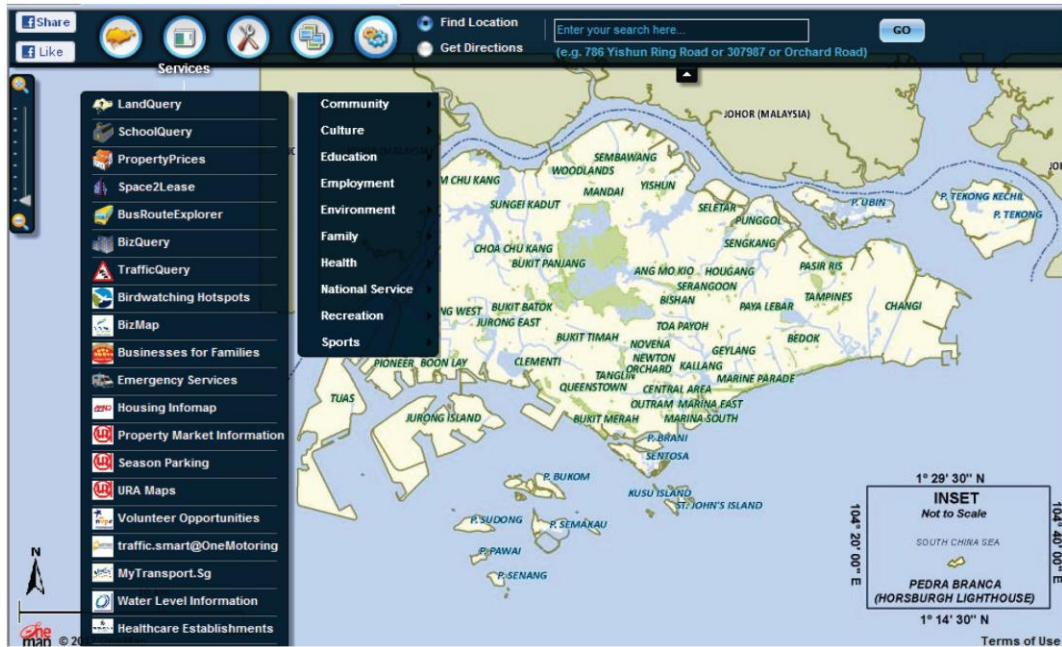 Share
Like
Services
Find Location
Get Directions
Enter your search here...
GO
(e.g. 786 Yishun Ring Road or 307987 or Orchard Road)
LandQuery
SchoolQuery
PropertyPrices
Space2Lease
BusRouteExplorer
BizQuery
TrafficQuery
Birdwatching Hotspots
BizMap
Businesses for Families
Emergency Services
Housing Infomap
Property Market Information
Season Parking
URA Maps
Volunteer Opportunities
traffic.smart@OneMotoring
MyTransport.Sg
Water Level Information
Healthcare Establishments
Community
Culture
Education
Employment
Environment
Family
Health
National Service
Recreation
Sports
JOHOR (MALAYSIA)
SEMBAWANG
WOODLANDS
MANDAI
YISHUN
M CHU KANG
SUNGEI KADUT
SELETAR
PUNGGOL
P. UBIN
P. TEKONG KECHIL
P. TEKONG
SENGKANG
CHOA CHU KANG
BUKIT PANJANG
ANG MO KIO
HOUGANG
PASIR RIS
SERANGOON
BISHAN
PAYA LEBAR
TAMPINES
CHANGI
NG WEST
BUKIT BATOK
JURONG EAST
TOA PAYOH
BUKIT TIMAH
NOVENA
BEDOK
GEYLANG
NEWTON
PIONEER
BOON LAY
CLEMENTI
ORCHARD
KALLANG
TANGLIN
MARINE PARADE
QUEENSTOWN
CENTRAL AREA
TUAS
OUTRAM
MARINA EAST
JURONG ISLAND
BUKIT MERAH
MARINA SOUTH
P. BRANI
SENTOSA
P. BUKOM
KUSU ISLAND
ST. JOHN'S ISLAND
P. SUDONG
P. SEMAKAU
P. PAWAI
P. SENANG
1° 29' 30" N
INSET
Not to Scale
104° 20' 00" E
104° 40' 00" E
SOUTH CHINA SEA
PEDRA BRANCA
(HORSBURGH LIGHTHOUSE)
1° 14' 30" N
N
one
map
Terms of Use